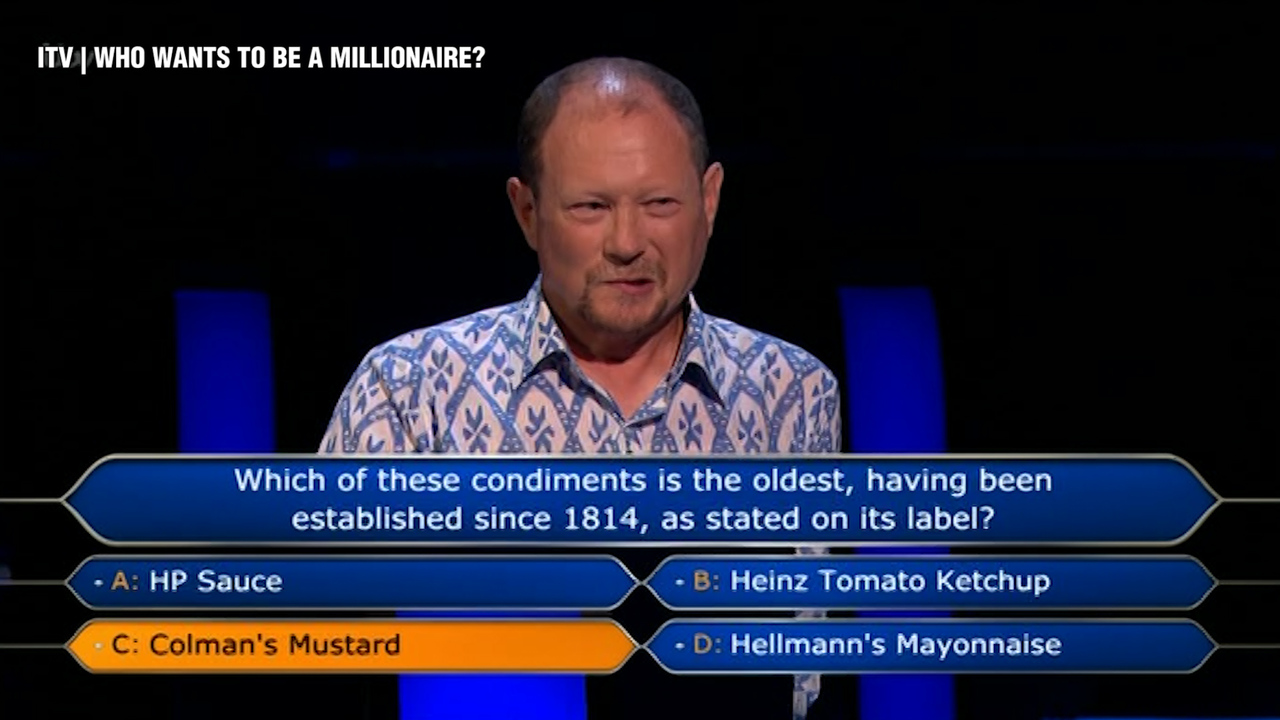 ITV | WHO WANTS TO BE A MILLIONAIRE?
Which of these condiments is the oldest, having been
established since 1814, as stated on its label?
A: HP Sauce
B: Heinz Tomato Ketchup
C: Colman's Mustard
D: Hellmann's Mayonnaise